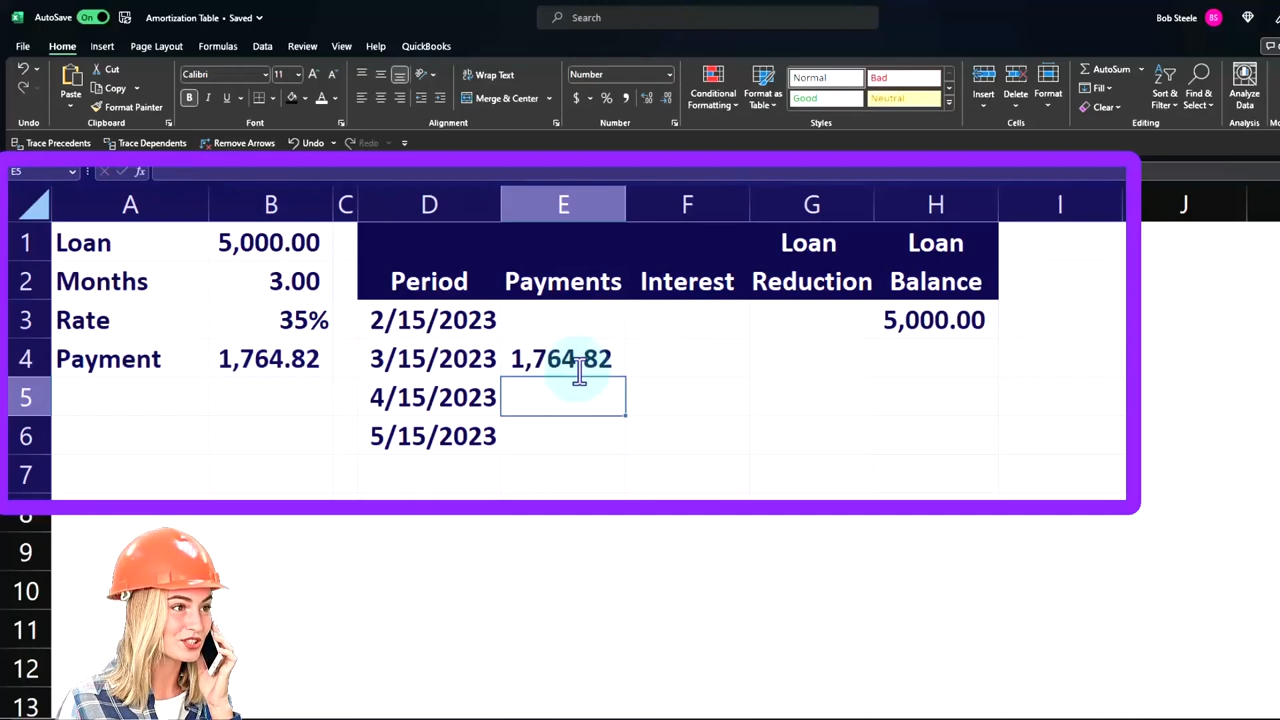 AutoSave On Amortization Table • Saved Search Bob Steele BS
File Home Insert Page Layout Formulas Data Review View Help QuickBooks
Paste Cut Copy Format Painter Calibri 11 B I U A Wrap Text Merge & Center Number $ % , Conditional Formatting Format as Table Normal Bad Good Neutral Insert Delete Format AutoSum Fill Clear Sort & Filter Find & Select Analyze Data
Undo Clipboard Font Alignment Number Styles Cells Editing Analysis
Trace Precedents Trace Dependents Remove Arrows Undo Redo
E5 fx
A B C D E F G H I J
1 Loan 5,000.00 Loan Loan
2 Months 3.00 Period Payments Interest Reduction Balance
3 Rate 35% 2/15/2023 5,000.00
4 Payment 1,764.82 3/15/2023 1,764.82
5 4/15/2023
6 5/15/2023
7
8
9
10
11
12
13